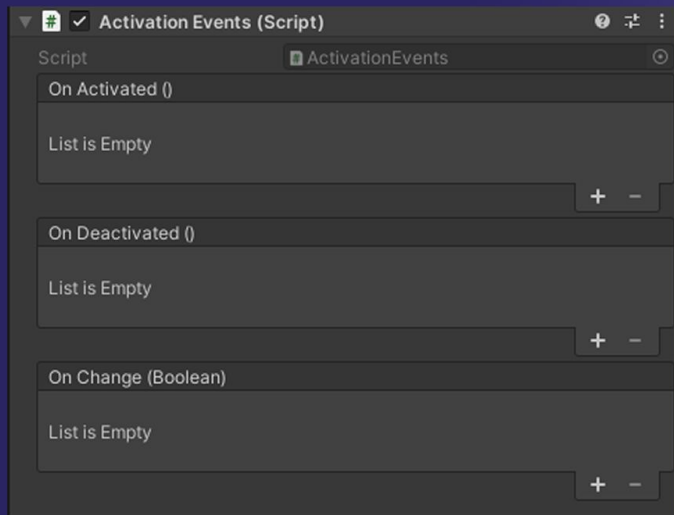 Activation Events (Script)
Script ActivationEvents
On Activated ()
List is Empty
On Deactivated ()
List is Empty
On Change (Boolean)
List is Empty